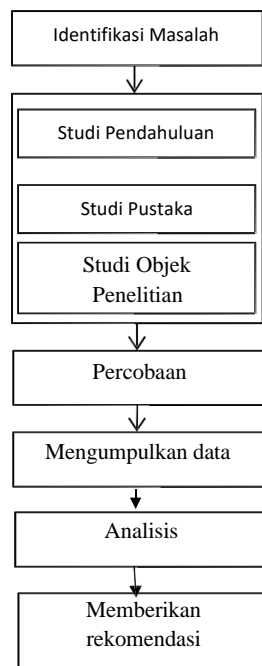 Identifikasi Masalah
Studi Pendahuluan
Studi Pustaka
Studi Objek
Penelitian
Percobaan
Mengumpulkan data
Analisis
Memberikan
rekomendasi